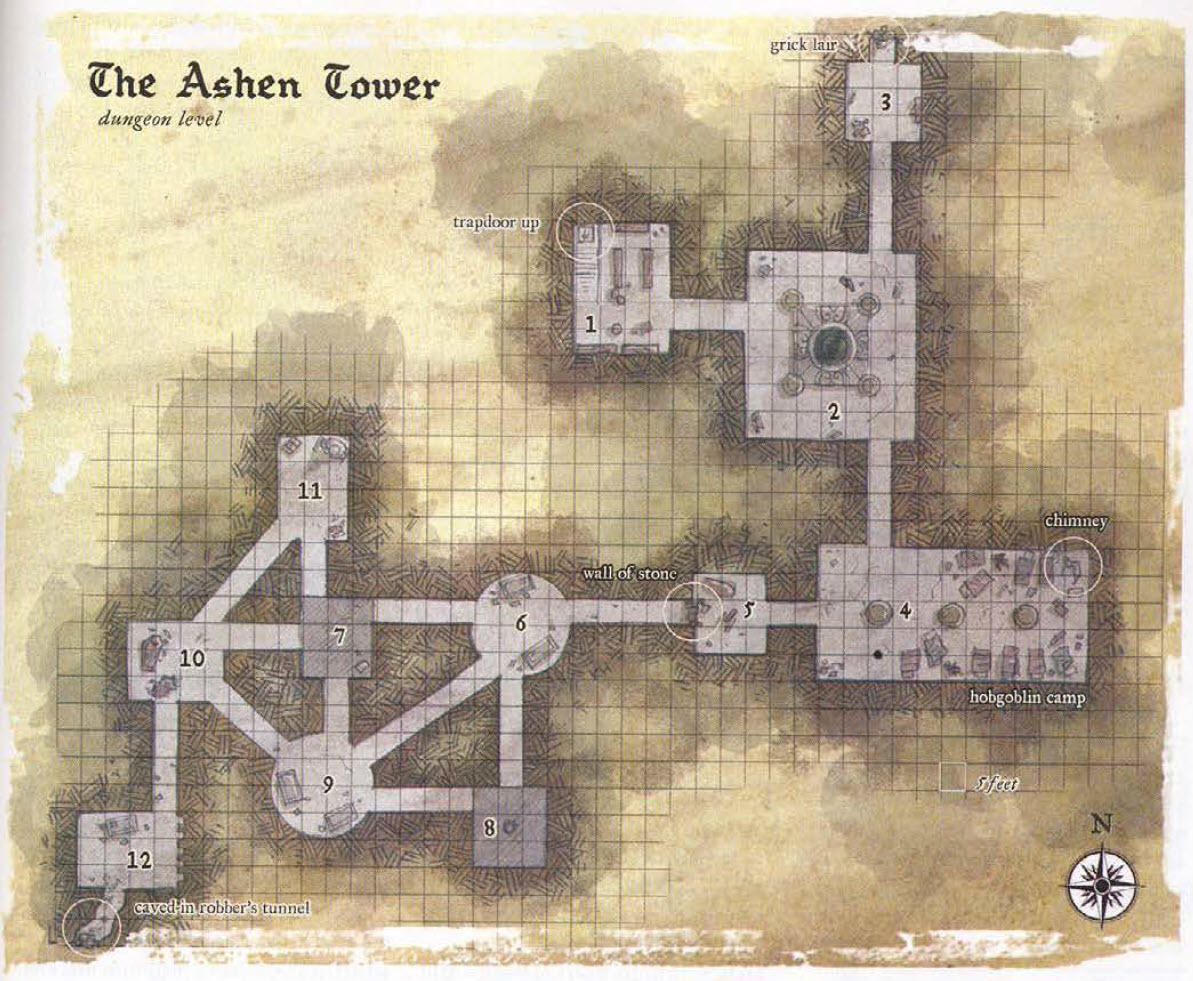 The Ashen Tower
dungeon level
grick lair
3
trapdoor up
1
2
chimney
11
wall of stone
5
4
6
7
10
hobgoblin camp
9
5 feet
8
N
12
caved-in robber's tunnel